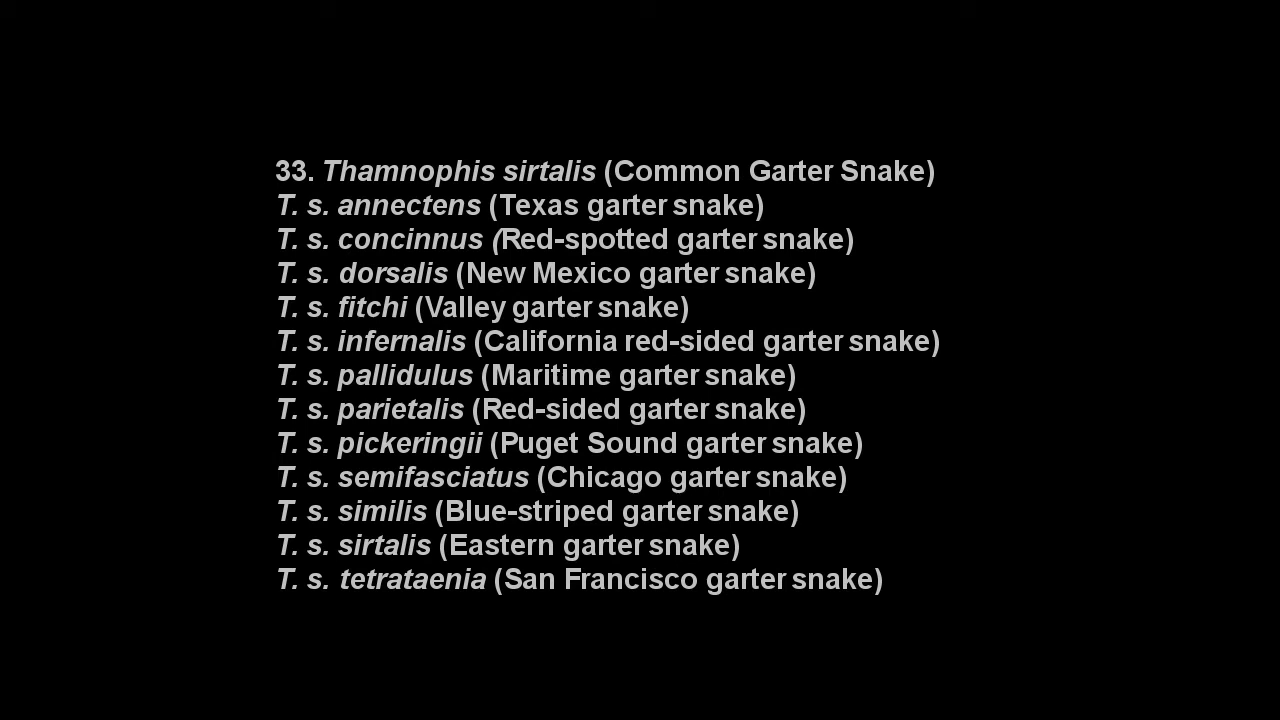 33. Thamnophis sirtalis (Common Garter Snake)
T. s. annectens (Texas garter snake)
T. s. concinnus (Red-spotted garter snake)
T. s. dorsalis (New Mexico garter snake)
T. s. fitchi (Valley garter snake)
T. s. infernalis (California red-sided garter snake)
T. s. pallidulus (Maritime garter snake)
T. s. parietalis (Red-sided garter snake)
T. s. pickeringii (Puget Sound garter snake)
T. s. semifasciatus (Chicago garter snake)
T. s. similis (Blue-striped garter snake)
T. s. sirtalis (Eastern garter snake)
T. s. tetrataenia (San Francisco garter snake)